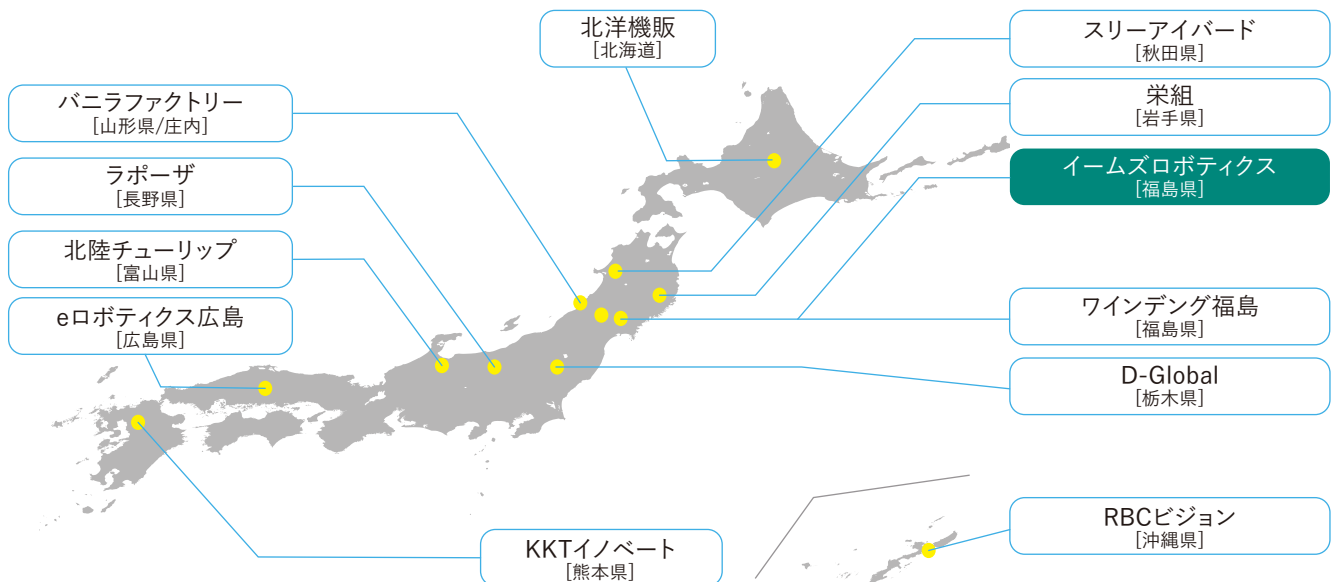 北洋機販
[北海道]
スリーアイバード
[秋田県]
バニラファクトリー
[山形県/庄内]
栄組
[岩手県]
ラポーザ
[長野県]
イームズロボティクス
[福島県]
北陸チューリップ
[富山県]
eロボティクス広島
[広島県]
ワインデング福島
[福島県]
D-Global
[栃木県]
RBCビジョン
[沖縄県]
KKTイノベート
[熊本県]